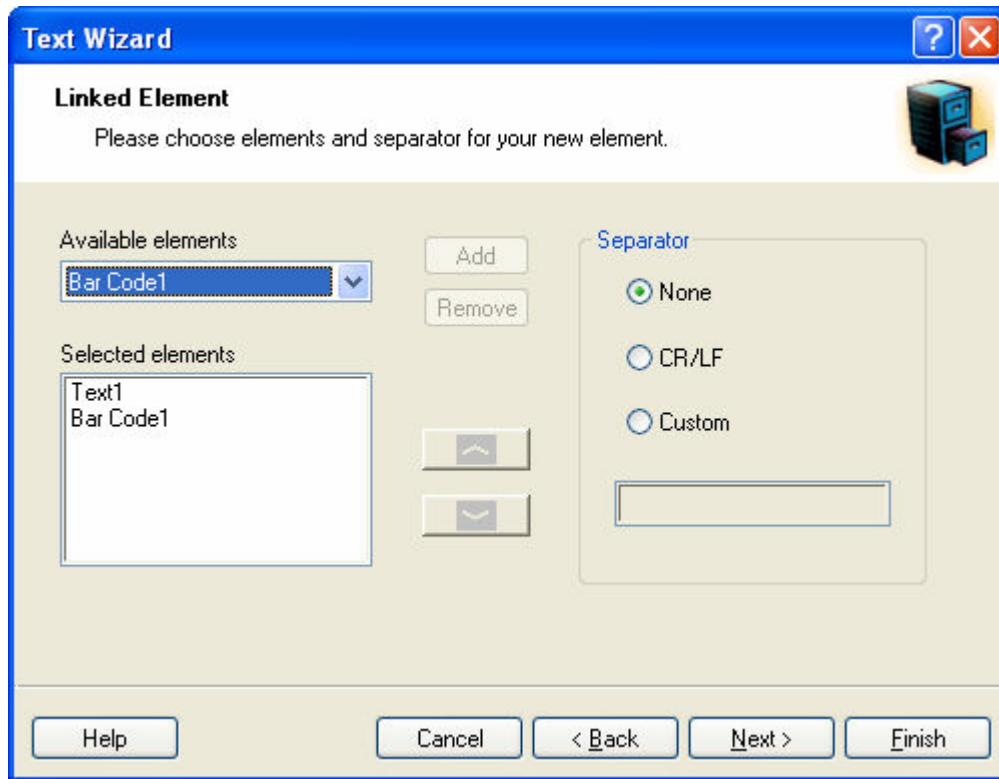 Text Wizard
Linked Element
Please choose elements and separator for your new element.
Available elements
Bar Code1
Add
Remove
Selected elements
Text1
Bar Code1
Separator
None
CR/LF
Custom
Help
Cancel
< Back
Next >
Finish